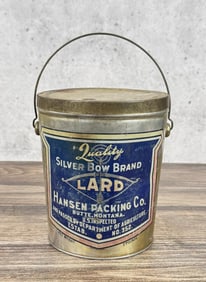 Quality
SILVER BOW BRAND
LARD
HANSEN PACKING CO.
BUTTE, MONTANA.
U.S. INSPECTED
AND PASSED BY DEPARTMENT OF AGRICULTURE
ESTAB. NO. 352